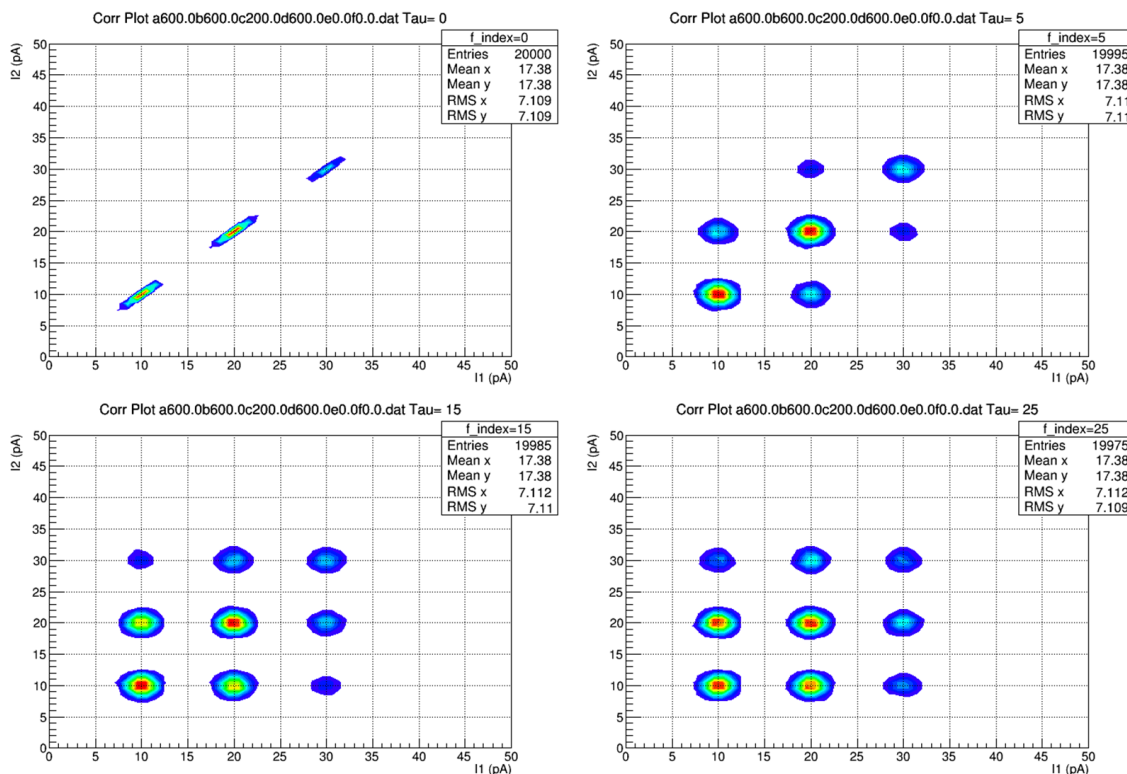 Corr Plot a600.0b600.0c200.0d600.0e0.0f0.0.dat Tau= 0
f_index=0
Entries 20000
Mean x 17.38
Mean y 17.38
RMS x 7.109
RMS y 7.109
I2 (pA)
50
45
40
35
30
25
20
15
10
5
0
0 5 10 15 20 25 30 35 40 45 50
I1 (pA)
Corr Plot a600.0b600.0c200.0d600.0e0.0f0.0.dat Tau= 5
f_index=5
Entries 19995
Mean x 17.38
Mean y 17.38
RMS x 7.11
RMS y 7.11
I2 (pA)
50
45
40
35
30
25
20
15
10
5
0
0 5 10 15 20 25 30 35 40 45 50
I1 (pA)
Corr Plot a600.0b600.0c200.0d600.0e0.0f0.0.dat Tau= 15
f_index=15
Entries 19985
Mean x 17.38
Mean y 17.38
RMS x 7.112
RMS y 7.11
I2 (pA)
50
45
40
35
30
25
20
15
10
5
0
0 5 10 15 20 25 30 35 40 45 50
I1 (pA)
Corr Plot a600.0b600.0c200.0d600.0e0.0f0.0.dat Tau= 25
f_index=25
Entries 19975
Mean x 17.38
Mean y 17.38
RMS x 7.112
RMS y 7.109
I2 (pA)
50
45
40
35
30
25
20
15
10
5
0
0 5 10 15 20 25 30 35 40 45 50
I1 (pA)